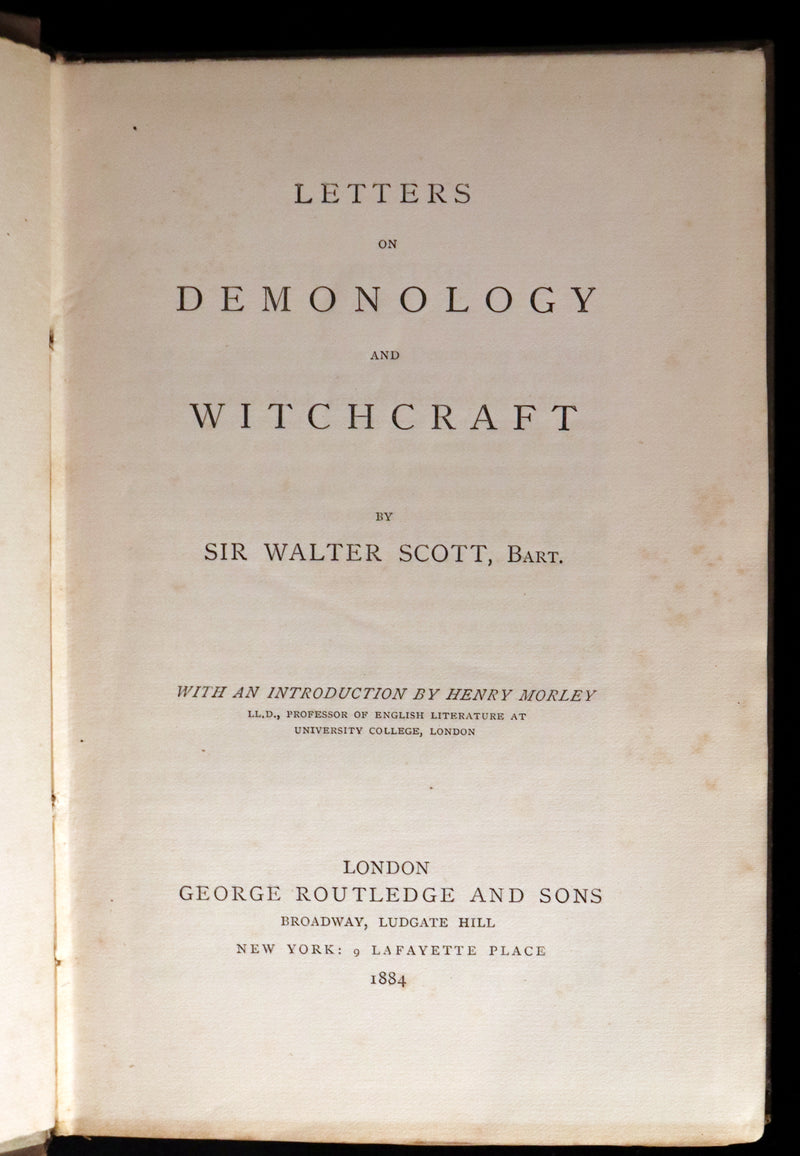 LETTERS
ON
DEMONOLOGY
AND
WITCHCRAFT
BY
SIR WALTER SCOTT, BART.
WITH AN INTRODUCTION BY HENRY MORLEY
LL.D., PROFESSOR OF ENGLISH LITERATURE AT
UNIVERSITY COLLEGE, LONDON
LONDON
GEORGE ROUTLEDGE AND SONS
BROADWAY, LUDGATE HILL
NEW YORK: 9 LAFAYETTE PLACE
1884